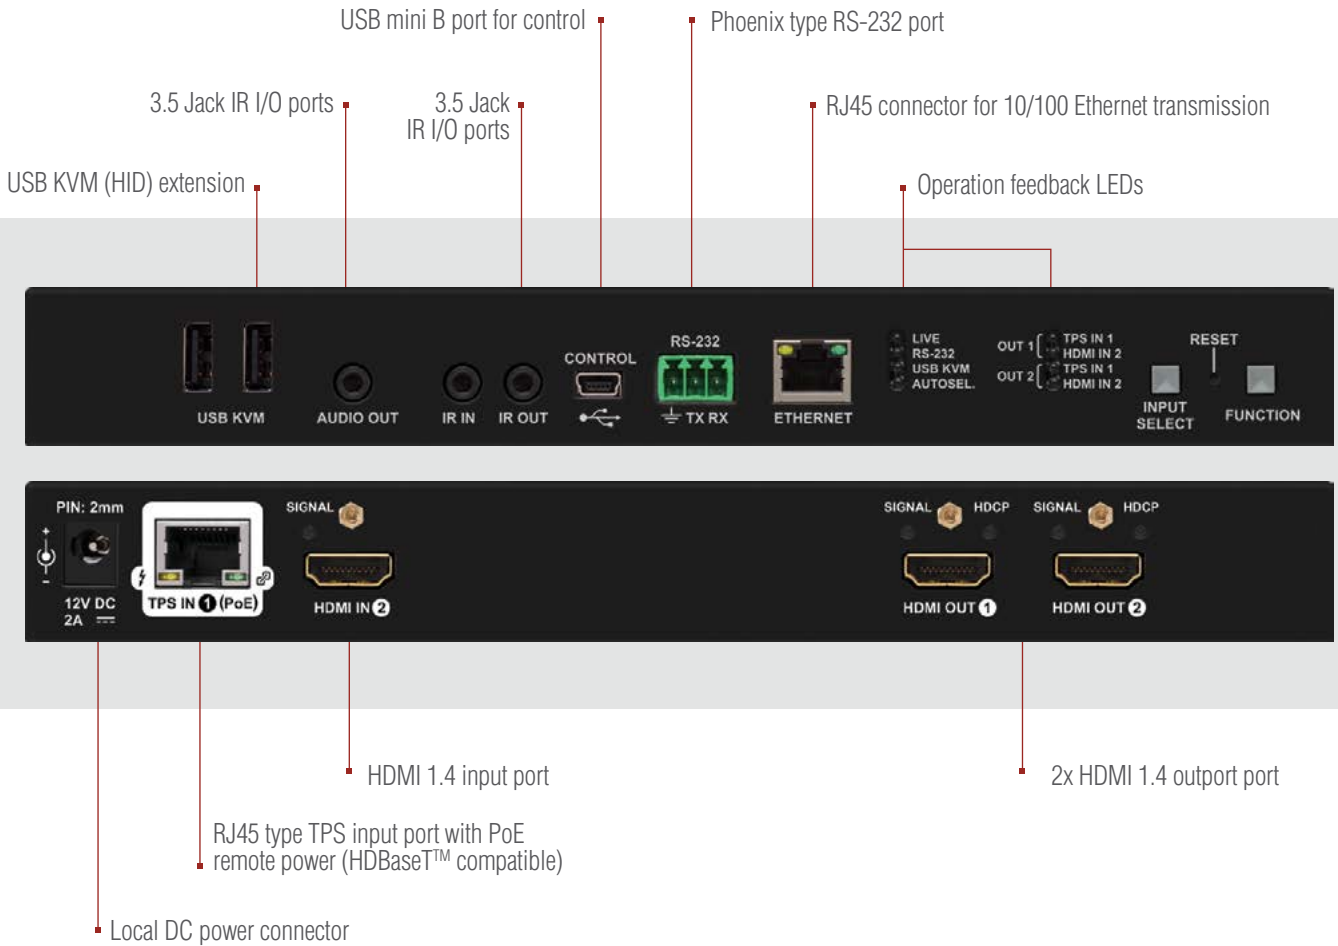 USB mini B port for control
Phoenix type RS-232 port
3.5 Jack IR I/O ports
3.5 Jack
IR I/O ports
RJ45 connector for 10/100 Ethernet transmission
USB KVM (HID) extension
Operation feedback LEDs
USB KVM
AUDIO OUT
IR IN
IR OUT
CONTROL
RS-232
TX RX
ETHERNET
LIVE
RS-232
USB KVM
AUTOSEL.
OUT 1
TPS IN 1
HDMI IN 2
OUT 2
TPS IN 1
HDMI IN 2
INPUT
SELECT
RESET
FUNCTION
PIN: 2mm
+
-
12V DC
2A
TPS IN 1 (PoE)
SIGNAL
HDMI IN 2
SIGNAL
HDCP
HDMI OUT 1
SIGNAL
HDCP
HDMI OUT 2
HDMI 1.4 input port
2x HDMI 1.4 outport port
RJ45 type TPS input port with PoE
remote power (HDBaseT™ compatible)
Local DC power connector